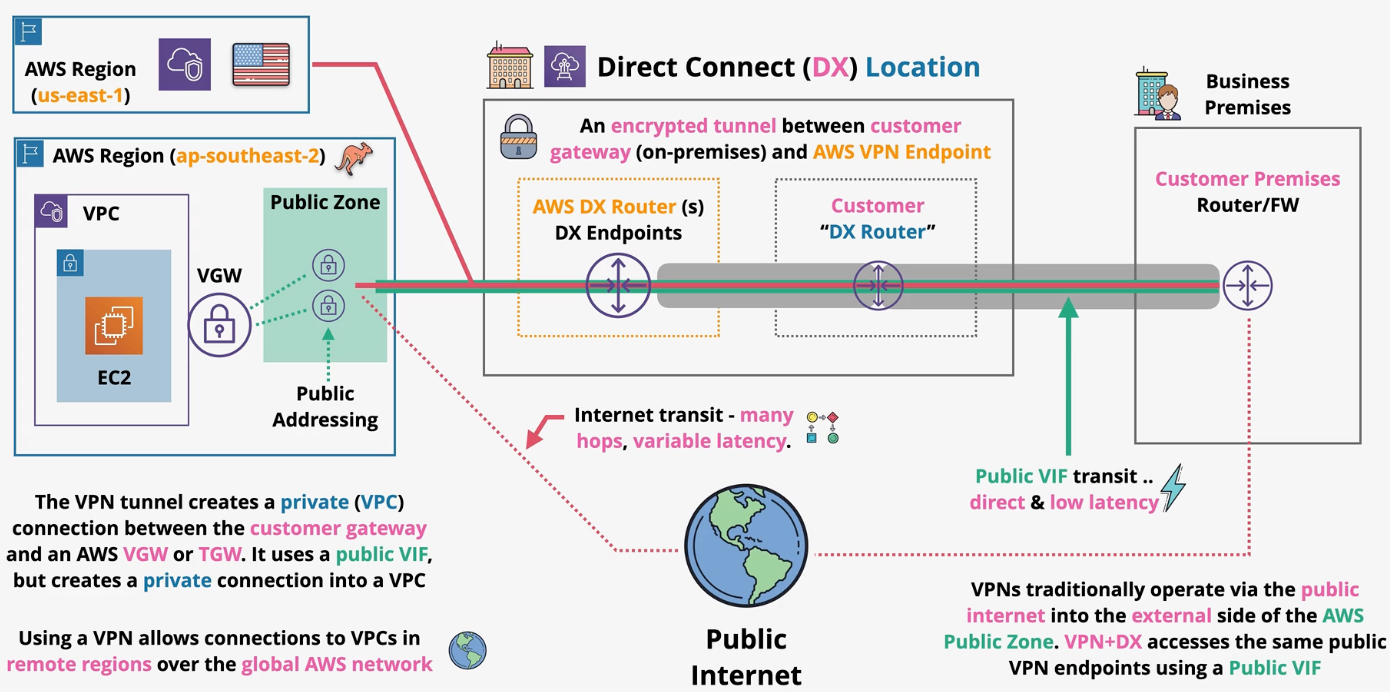 AWS Region
(us-east-1)
Direct Connect (DX) Location
Business
Premises
AWS Region (ap-southeast-2)
An encrypted tunnel between customer
gateway (on-premises) and AWS VPN Endpoint
Customer Premises
Router/FW
VPC
Public Zone
AWS DX Router (s)
DX Endpoints
Customer
“DX Router”
VGW
EC2
Public
Addressing
Internet transit - many
hops, variable latency.
Public VIF transit ..
direct & low latency
The VPN tunnel creates a private (VPC)
connection between the customer gateway
and an AWS VGW or TGW. It uses a public VIF,
but creates a private connection into a VPC
Using a VPN allows connections to VPCs in
remote regions over the global AWS network
Public
Internet
VPNs traditionally operate via the public
internet into the external side of the AWS
Public Zone. VPN+DX accesses the same public
VPN endpoints using a Public VIF